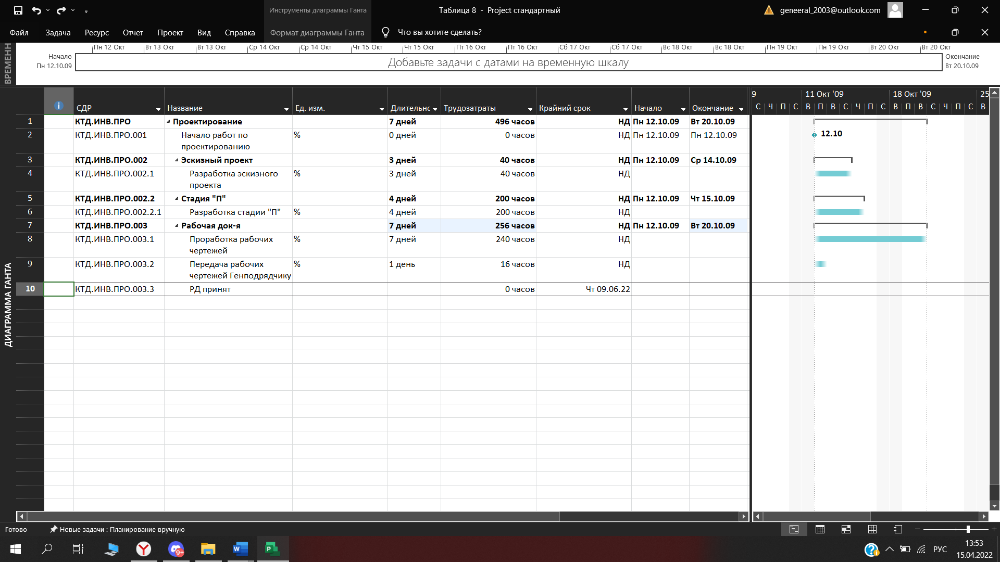 Инструменты диаграммы Ганта
Таблица 8 - Project стандартный
geneeral_2003@outlook.com
Файл Задача Ресурс Отчет Проект Вид Справка Формат диаграммы Ганта Что вы хотите сделать?
ВРЕМЕНН
Пн 12 Окт Вт 13 Окт Вт 13 Окт Ср 14 Окт Ср 14 Окт Чт 15 Окт Чт 15 Окт Пт 16 Окт Пт 16 Окт Сб 17 Окт Сб 17 Окт Вс 18 Окт Вс 18 Окт Пн 19 Окт Пн 19 Окт Вт 20 Окт Вт 20 Окт
Начало
Пн 12.10.09
Добавьте задачи с датами на временную шкалу
Окончание
Вт 20.10.09
ДИАГРАММА ГАНТА
СДР Название Ед. изм. Длительнс Трудозатраты Крайний срок Начало Окончание
9 11 Окт '09 18 Окт '09 25
С Ч П С В П В С Ч П С В П В С Ч П С В
1 КТД.ИНВ.ПРО Проектирование 7 дней 496 часов НД Пн 12.10.09 Вт 20.10.09
2 КТД.ИНВ.ПРО.001 Начало работ по % 0 дней 0 часов НД Пн 12.10.09 Пн 12.10.09 12.10
проектированию
3 КТД.ИНВ.ПРО.002 Эскизный проект 3 дней 40 часов НД Пн 12.10.09 Ср 14.10.09
4 КТД.ИНВ.ПРО.002.1 Разработка эскизного % 3 дней 40 часов НД
проекта
5 КТД.ИНВ.ПРО.002.2 Стадия "П" 4 дней 200 часов НД Пн 12.10.09 Чт 15.10.09
6 КТД.ИНВ.ПРО.002.2.1 Разработка стадии "П" % 4 дней 200 часов НД
7 КТД.ИНВ.ПРО.003 Рабочая док-я 7 дней 256 часов НД Пн 12.10.09 Вт 20.10.09
8 КТД.ИНВ.ПРО.003.1 Проработка рабочих % 7 дней 240 часов НД
чертежей
9 КТД.ИНВ.ПРО.003.2 Передача рабочих % 1 день 16 часов НД
чертежей Генподрядчику
10 КТД.ИНВ.ПРО.003.3 РД принят 0 часов Чт 09.06.22
Готово Новые задачи : Планирование вручную
9+
РУС
13:53
15.04.2022